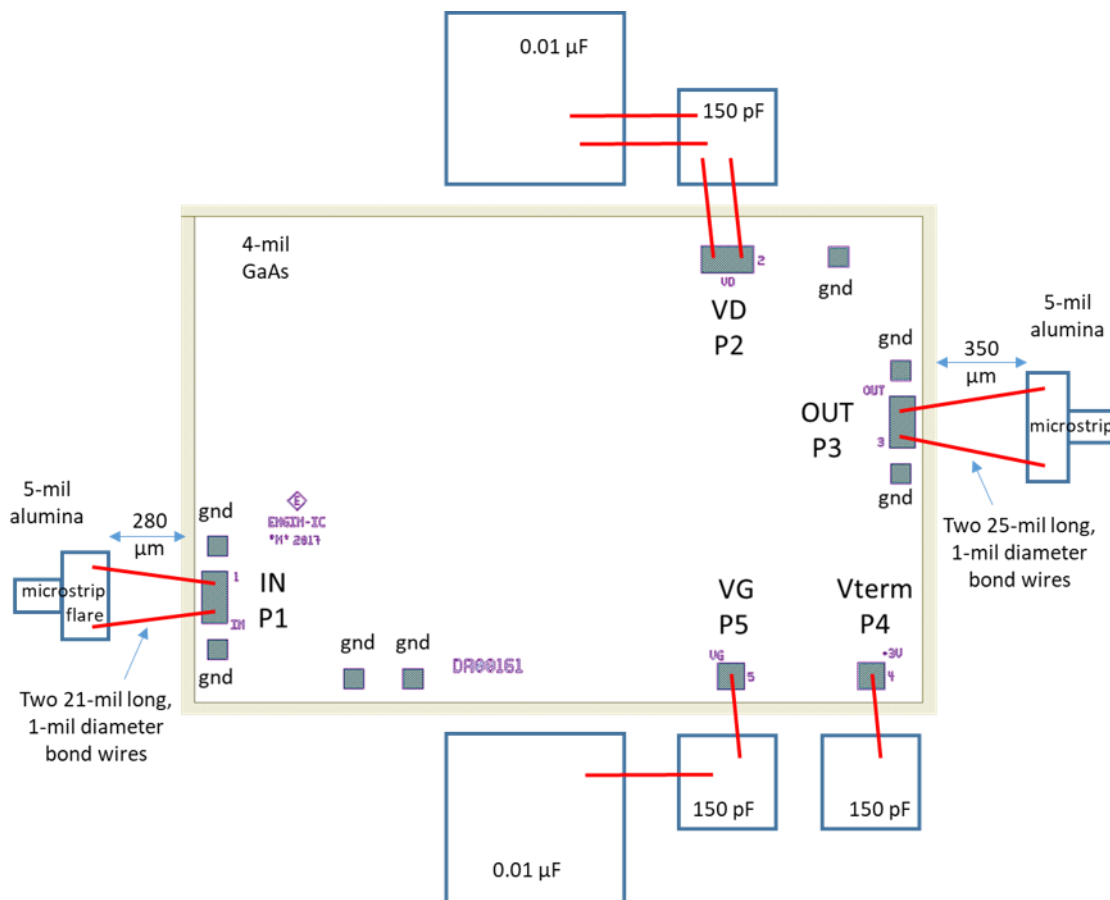 0.01 µF
150 pF
4-mil
GaAs
2
VD
VD
P2
gnd
5-mil
alumina
gnd
350
µm
OUT
OUT
P3
3
microstrip
gnd
Two 25-mil long,
1-mil diameter
bond wires
5-mil
alumina
280
µm
gnd
E
ENGIN-IC
*M* 2017
1
IN
P1
IN
microstrip
flare
gnd
Two 21-mil long,
1-mil diameter
bond wires
gnd
gnd
DA00161
VG
P5
VG
5
Vterm
P4
+3V
4
150 pF
150 pF
0.01 µF